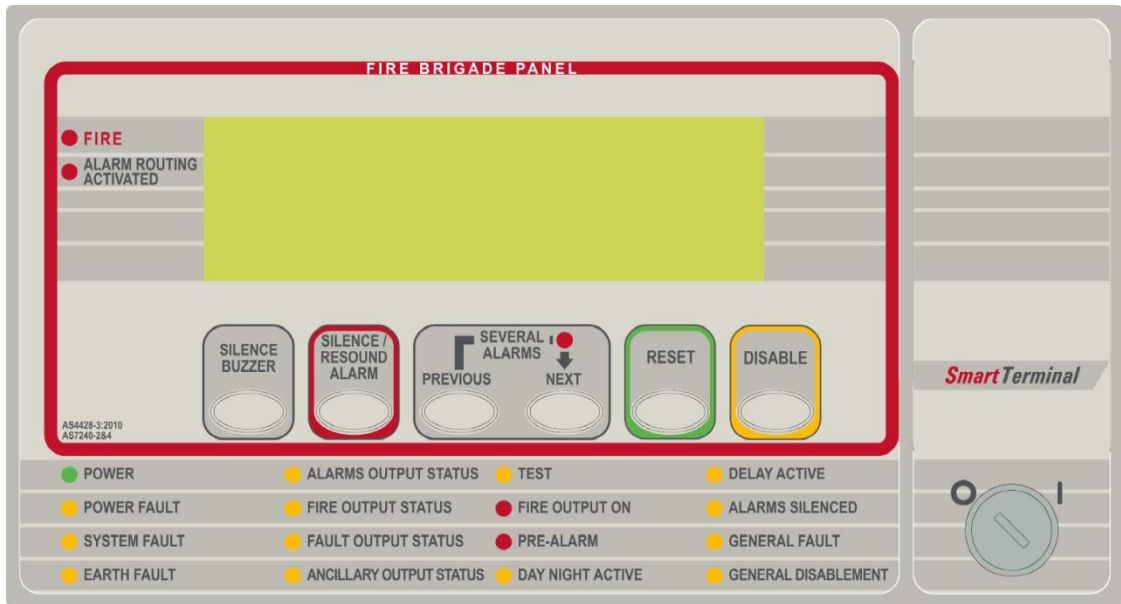 FIRE BRIGADE PANEL
FIRE
ALARM ROUTING
ACTIVATED
SILENCE
BUZZER
SILENCE /
RESOUND
ALARM
SEVERAL
ALARMS
PREVIOUS
NEXT
RESET
DISABLE
SmartTerminal
AS4428-3:2010
AS7240-2&4
POWER
ALARMS OUTPUT STATUS
TEST
DELAY ACTIVE
POWER FAULT
FIRE OUTPUT STATUS
FIRE OUTPUT ON
ALARMS SILENCED
SYSTEM FAULT
FAULT OUTPUT STATUS
PRE-ALARM
GENERAL FAULT
EARTH FAULT
ANCILLARY OUTPUT STATUS
DAY NIGHT ACTIVE
GENERAL DISABLEMENT
O
I